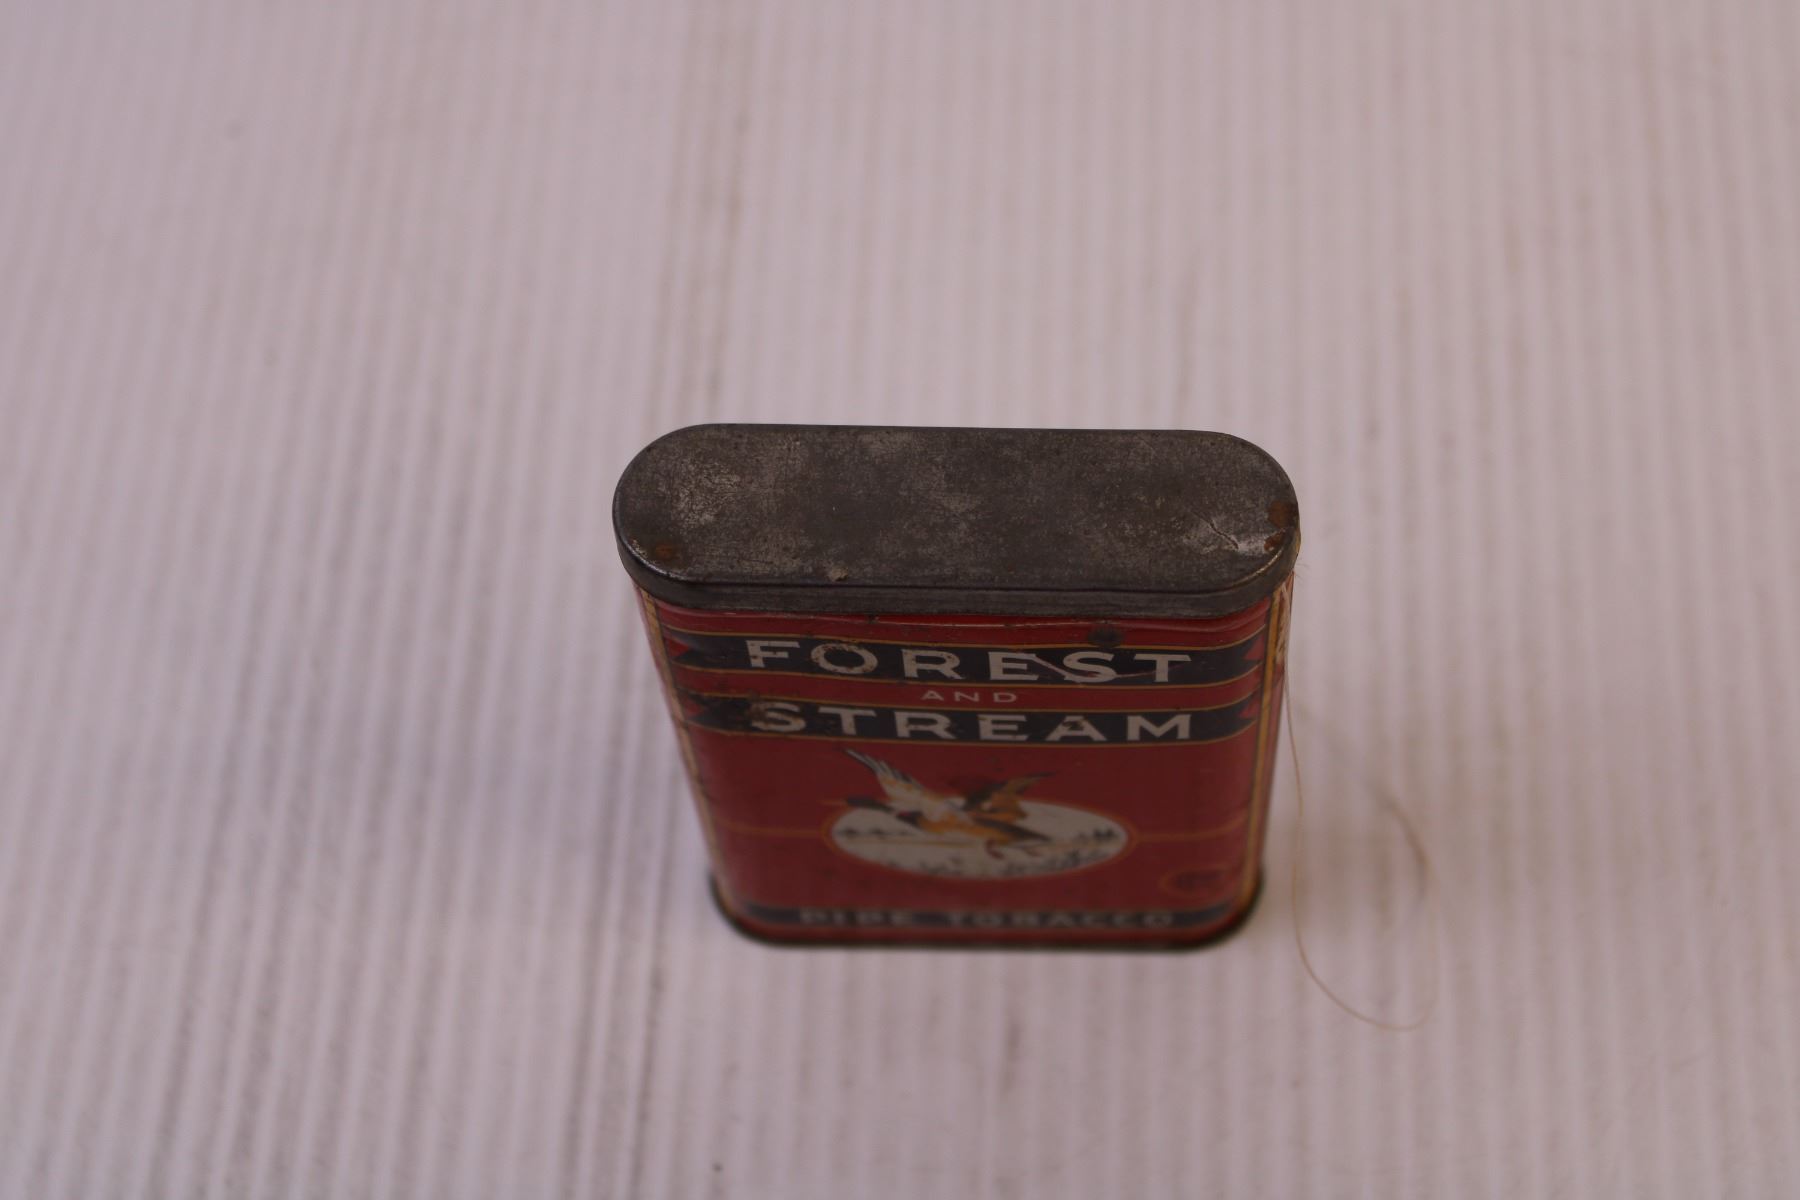 FOREST
AND
STREAM
PIPE TOBACCO